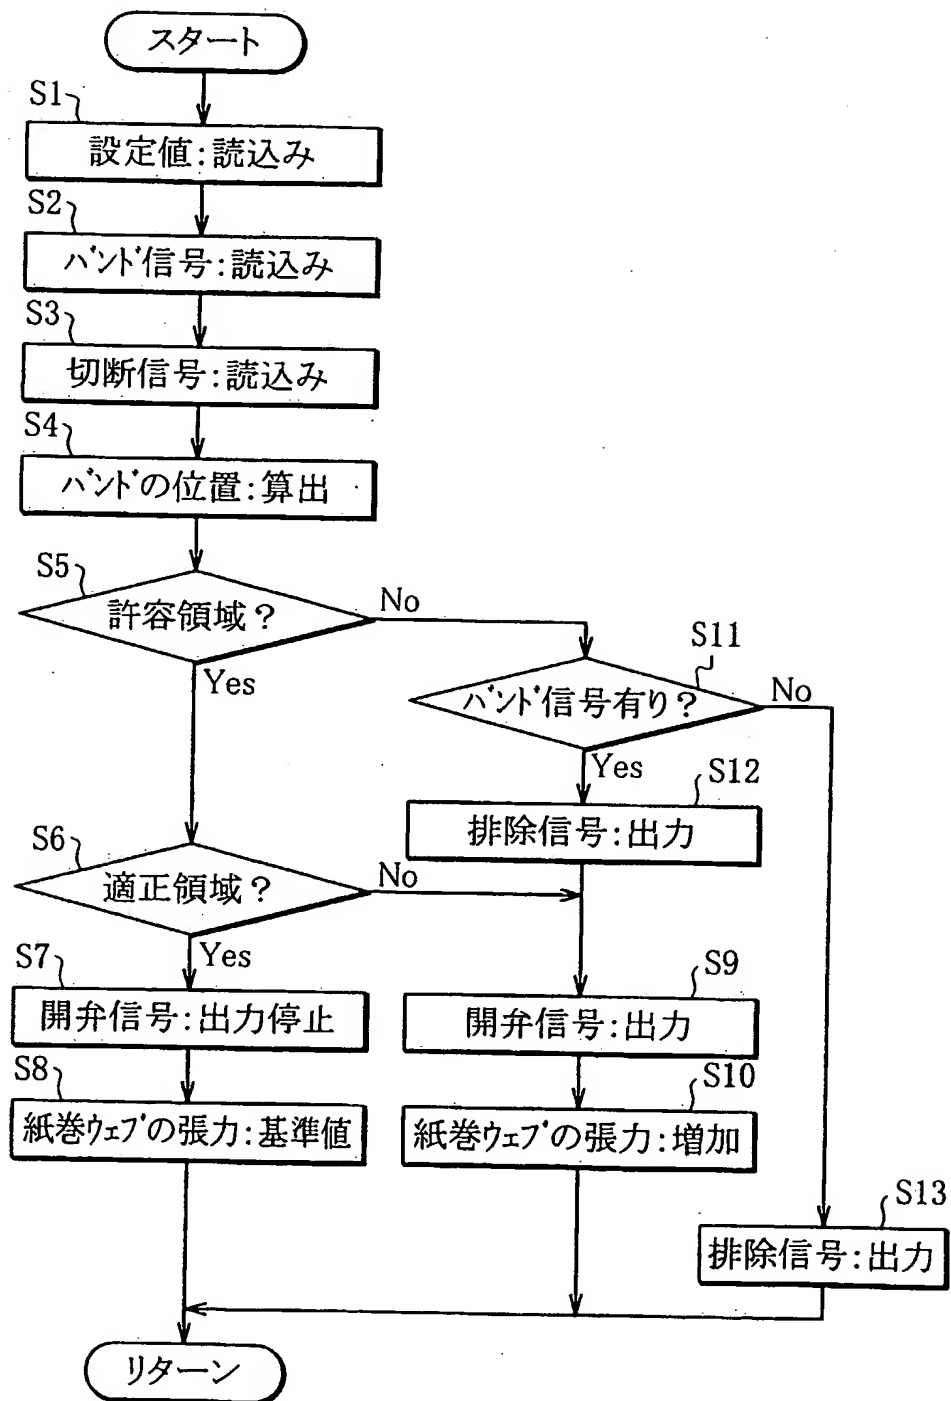 スタート
S1
設定値:読込み
S2
バンド信号:読込み
S3
切断信号:読込み
S4
バンドの位置:算出
S5
許容領域?
No
Yes
S11
バンド信号有り?
No
Yes
S12
排除信号:出力
S6
適正領域?
No
Yes
S7
開弁信号:出力停止
S9
開弁信号:出力
S8
紙巻ウェブの張力:基準値
S10
紙巻ウェブの張力:増加
S13
排除信号:出力
リターン